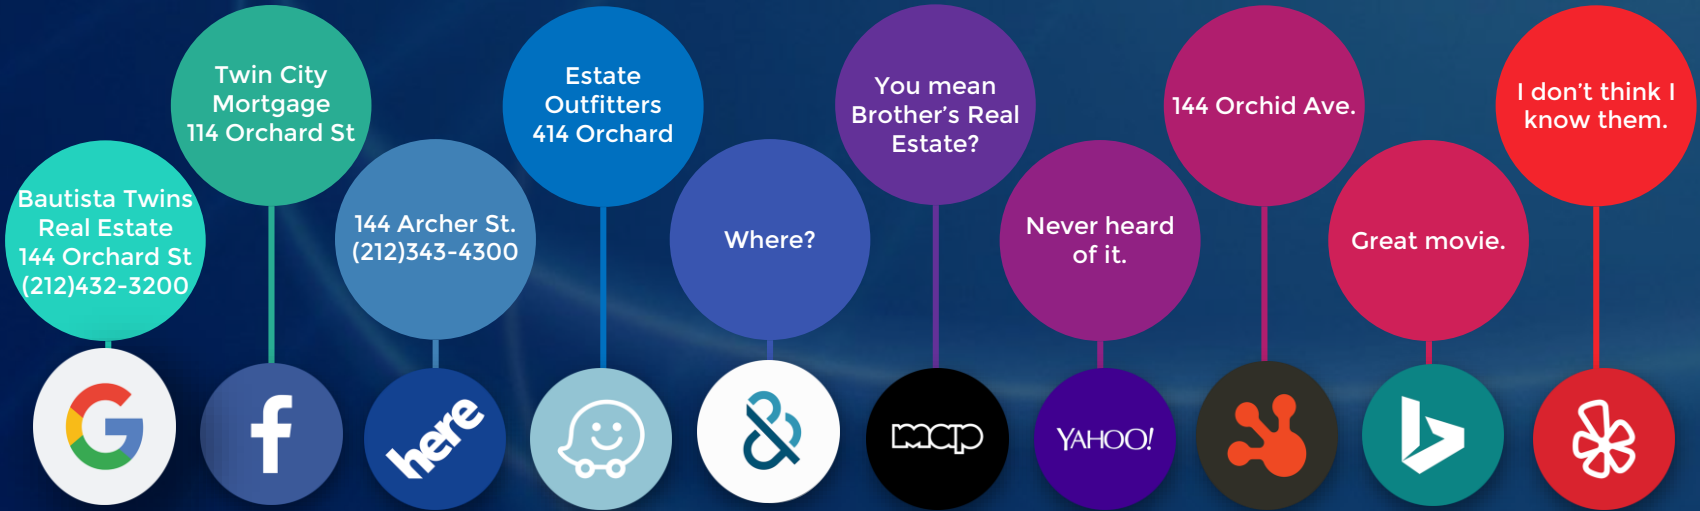 Bautista Twins
Real Estate
144 Orchard St
(212)432-3200
Twin City
Mortgage
114 Orchard St
144 Archer St.
(212)343-4300
Estate
Outfitters
414 Orchard
Where?
You mean
Brother’s Real
Estate?
Never heard
of it.
144 Orchid Ave.
Great movie.
I don’t think I
know them.
G
f
here
&
mcp
YAHOO!
b